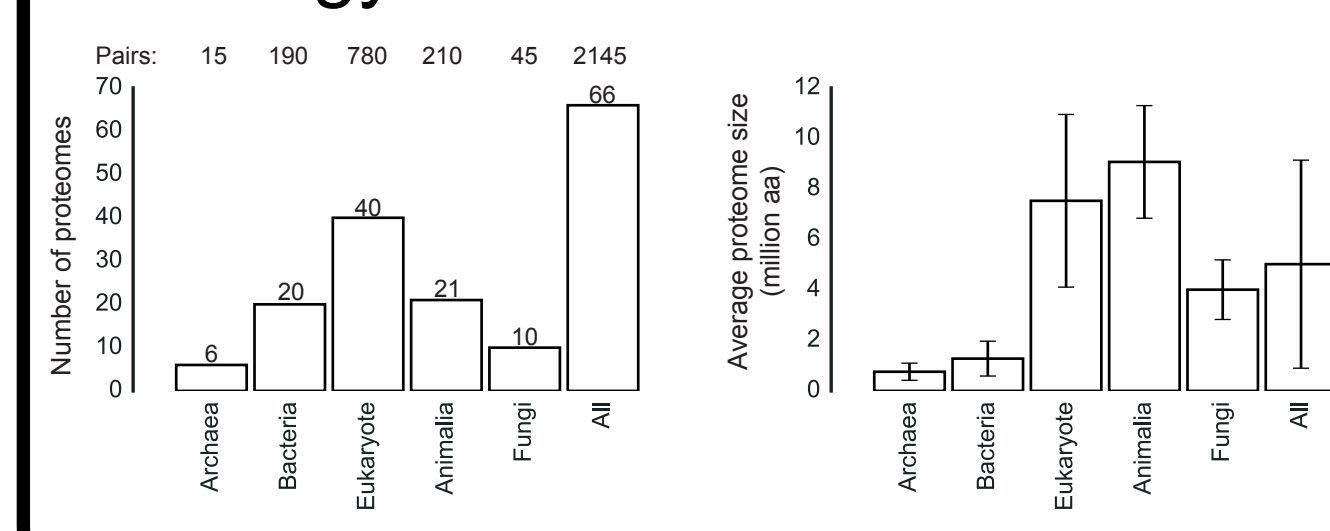 gy
Pairs: 15 190 780 210 45 2145
70
60
50
40
30
20
10
0
Number of proteomes
6
20
40
21
10
66
Archaea
Bacteria
Eukaryote
Animalia
Fungi
All
12
10
8
6
4
2
0
Average proteome size
(million aa)
Archaea
Bacteria
Eukaryote
Animalia
Fungi
All